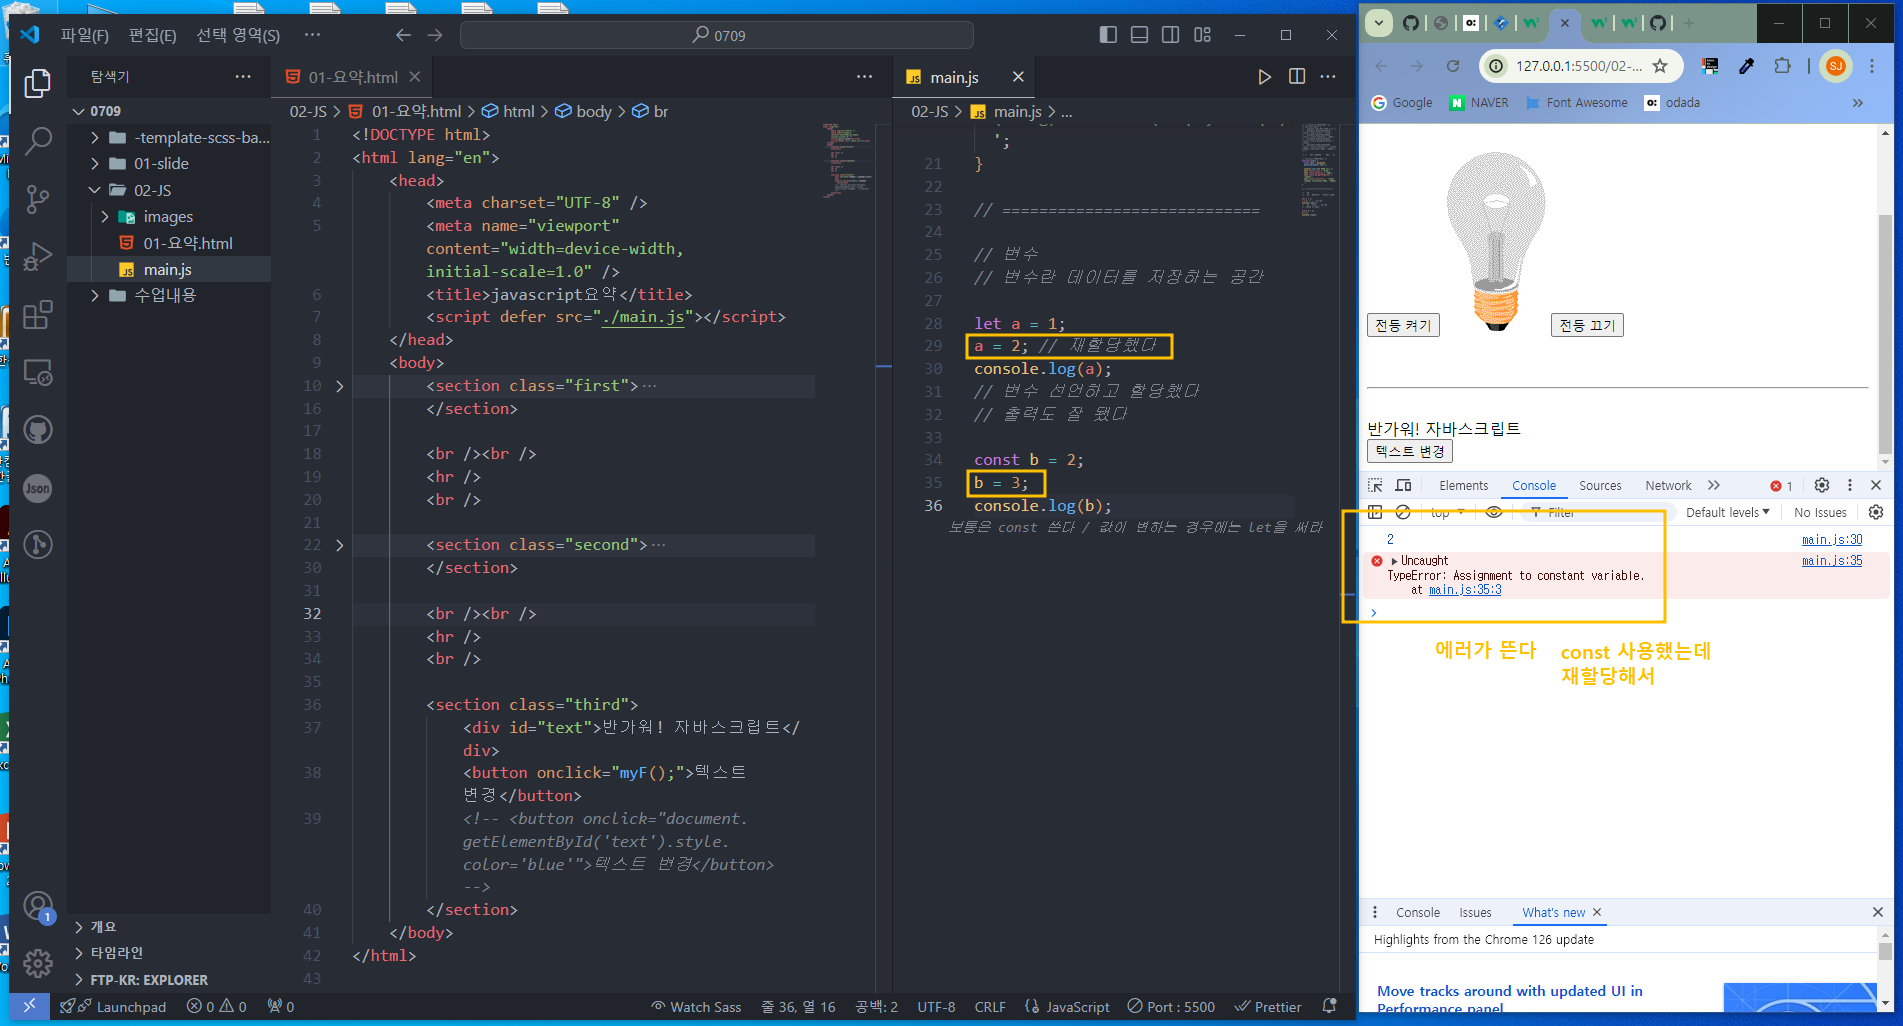 파일(F) 편집(E) 선택 영역(S) ··· 0709
탐색기 ···
0709
-template-scss-ba...
01-slide
02-JS
images
01-요약.html
main.js
수업내용
개요
타임라인
FTP-KR: EXPLORER
01-요약.html
02-JS > 01-요약.html > html > body > br
1 <!DOCTYPE html>
2 <html lang="en">
3 <head>
4 <meta charset="UTF-8" />
5 <meta name="viewport"
content="width=device-width,
initial-scale=1.0" />
6 <title>javascript요약</title>
7 <script defer src="./main.js"></script>
8 </head>
9 <body>
10 <section class="first">···
16 </section>
17
18 <br /><br />
19 <hr />
20 <br />
21
22 <section class="second">···
30 </section>
31
32 <br /><br />
33 <hr />
34 <br />
35
36 <section class="third">
37 <div id="text">반가워! 자바스크립트</
div>
38 <button onclick="myF();">텍스트
변경</button>
39 <!-- <button onclick="document.
getElementById('text').style.
color='blue'">텍스트 변경</button>
-->
40 </section>
41 </body>
42 </html>
43
main.js
02-JS > main.js > ...
';
21 }
22
23 // ============================
24
25 // 변수
26 // 변수란 데이터를 저장하는 공간
27
28 let a = 1;
29 a = 2; // 재할당했다
30 console.log(a);
31 // 변수 선언하고 할당했다
32 // 출력도 잘 됐다
33
34 const b = 2;
35 b = 3;
36 console.log(b);
보통은 const 쓴다 / 값이 변하는 경우에는 let을 써라
Launchpad 0 0 0
Watch Sass 줄 36, 열 16 공백: 2 UTF-8 CRLF JavaScript Port : 5500 Prettier
1
127.0.0.1:5500/02-... SJ
Google NAVER Font Awesome odada
전등 켜기 전등 끄기
반가워! 자바스크립트
텍스트 변경
Elements Console Sources Network 1
top Filter Default levels No Issues
2 main.js:30
Uncaught main.js:35
TypeError: Assignment to constant variable.
at main.js:35:3
에러가 뜬다
const 사용했는데
재할당해서
Console Issues What's new
Highlights from the Chrome 126 update
Move tracks around with updated UI in
Performance panel